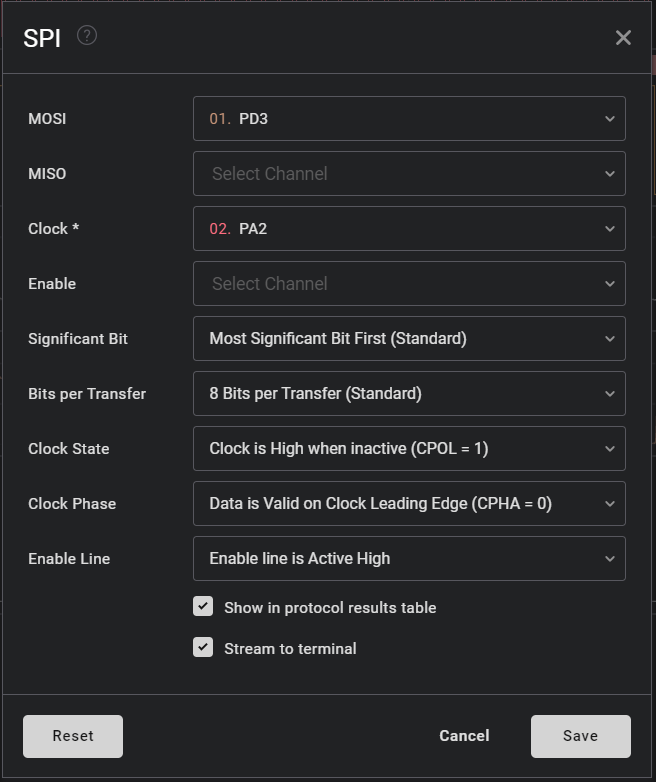 SPI ?
MOSI 01. PD3
MISO Select Channel
Clock * 02. PA2
Enable Select Channel
Significant Bit Most Significant Bit First (Standard)
Bits per Transfer 8 Bits per Transfer (Standard)
Clock State Clock is High when inactive (CPOL = 1)
Clock Phase Data is Valid on Clock Leading Edge (CPHA = 0)
Enable Line Enable line is Active High
Show in protocol results table
Stream to terminal
Reset Cancel Save